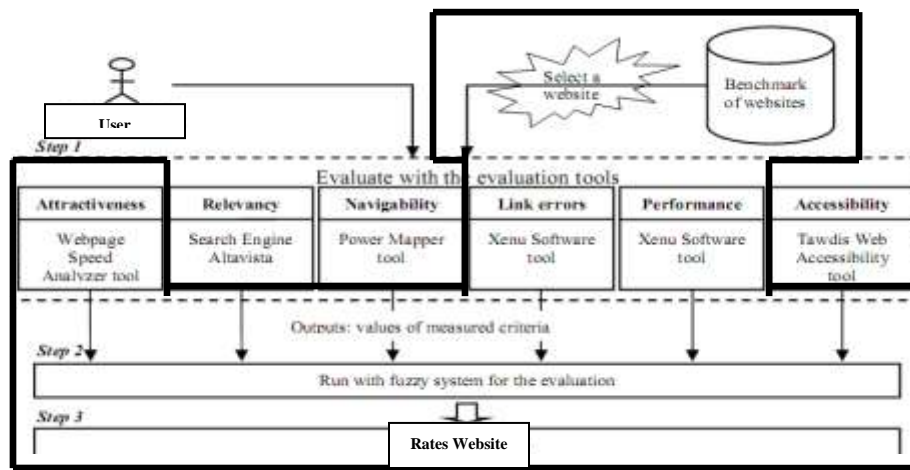 Select a
website
Benchmark
of websites
User
Step 1
Evaluate with the evaluation tools
Attractiveness
Webpage
Speed
Analyzer tool
Relevancy
Search Engine
Altavista
Navigability
Power Mapper
tool
Link errors
Xenu Software
tool
Performance
Xenu Software
tool
Accessibility
Tawdis Web
Accessibility
tool
Outputs: values of measured criteria
Step 2
Run with fuzzy system for the evaluation
Step 3
Rates Website